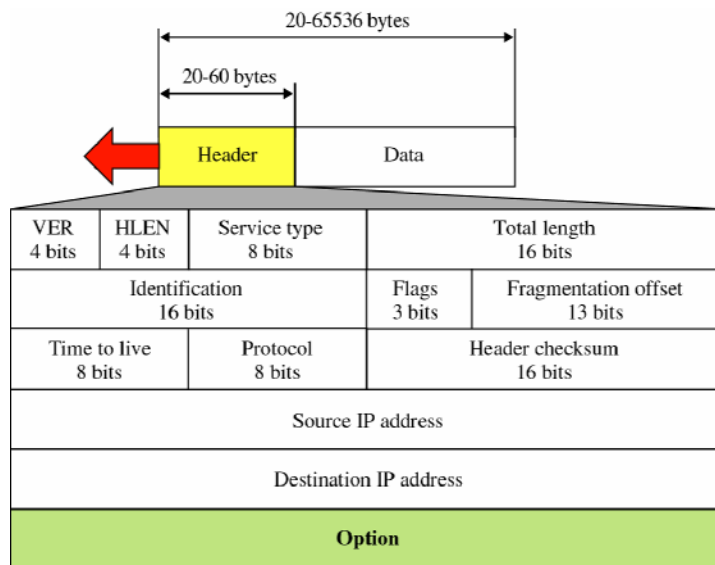 20-65536 bytes
20-60 bytes
Header
Data
VER
4 bits
HLEN
4 bits
Service type
8 bits
Total length
16 bits
Identification
16 bits
Flags
3 bits
Fragmentation offset
13 bits
Time to live
8 bits
Protocol
8 bits
Header checksum
16 bits
Source IP address
Destination IP address
Option